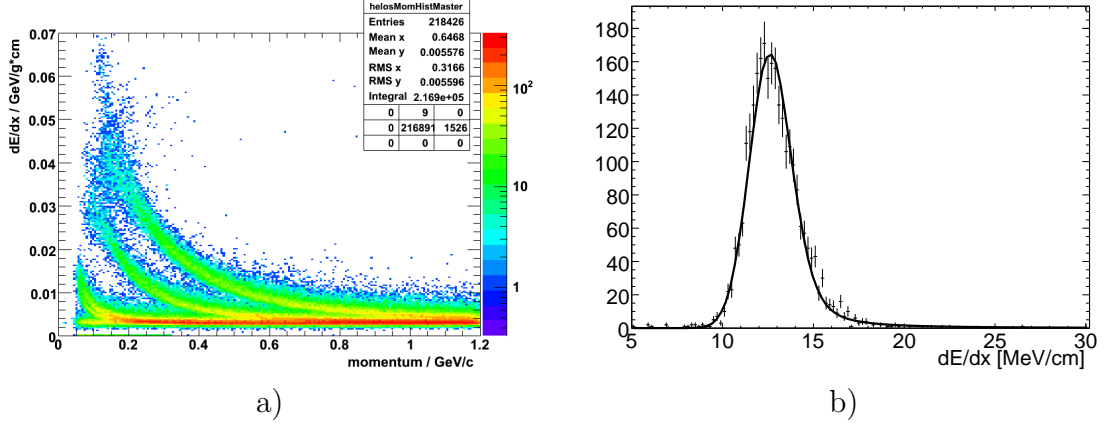 helosMomHistMaster
Entries 218426
Mean x 0.6468
Mean y 0.005576
RMS x 0.3166
RMS y 0.005596
Integral 2.169e+05
0 9 0
0 216891 1526
0 0 0
dE/dx / GeV/g*cm
0.07
0.06
0.05
0.04
0.03
0.02
0.01
0
0 0.2 0.4 0.6 0.8 1 1.2
momentum / GeV/c
10²
10
1
a)
180
160
140
120
100
80
60
40
20
0
5 10 15 20 25 30
dE/dx [MeV/cm]
b)